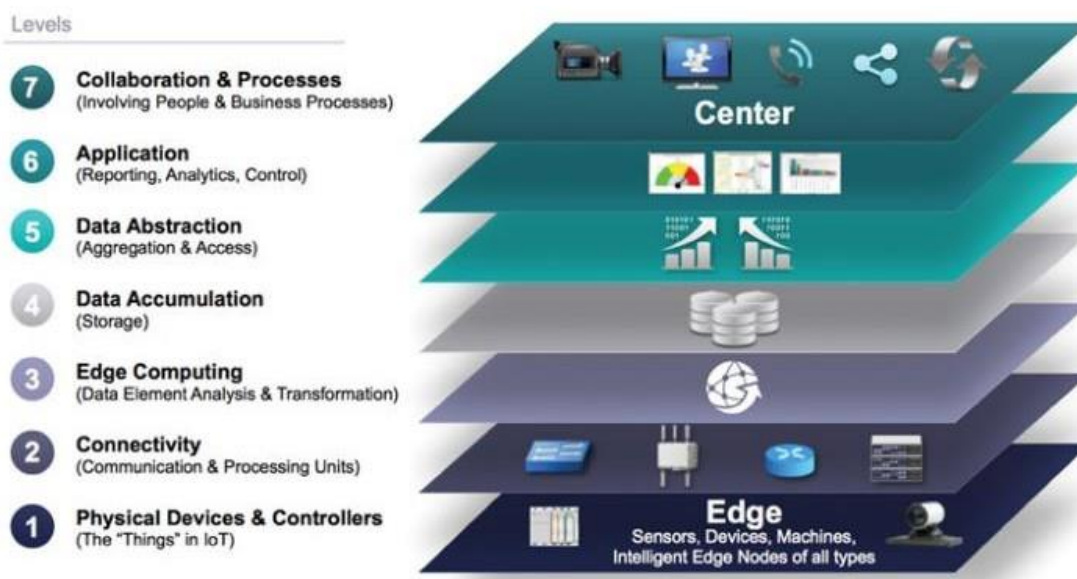 Levels
7
Collaboration & Processes
(Involving People & Business Processes)
6
Application
(Reporting, Analytics, Control)
5
Data Abstraction
(Aggregation & Access)
4
Data Accumulation
(Storage)
3
Edge Computing
(Data Element Analysis & Transformation)
2
Connectivity
(Communication & Processing Units)
1
Physical Devices & Controllers
(The “Things” in IoT)
Center
Edge
Sensors, Devices, Machines,
Intelligent Edge Nodes of all types